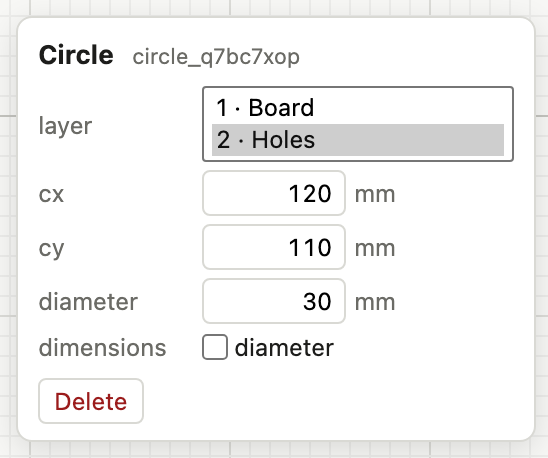 Circle circle_q7bc7xop
layer
1 · Board
2 · Holes
cx 120 mm
cy 110 mm
diameter 30 mm
dimensions diameter
Delete